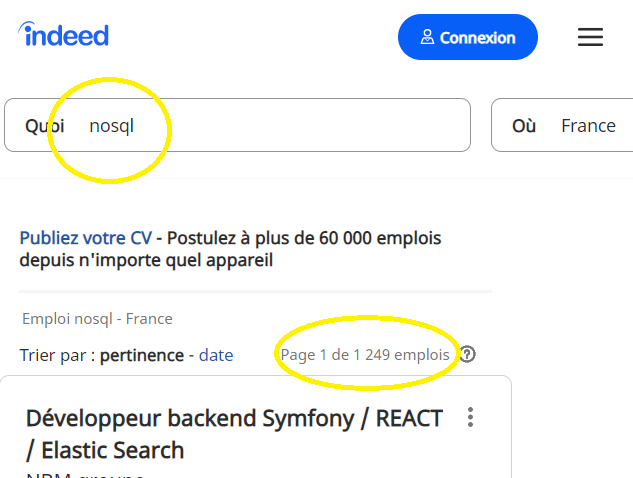 indeed
Connexion
Quoi nosql
Où France
Publiez votre CV - Postulez à plus de 60 000 emplois
depuis n'importe quel appareil
Emploi nosql - France
Trier par : pertinence - date
Page 1 de 1 249 emplois ?
Développeur backend Symfony / REACT
/ Elastic Search